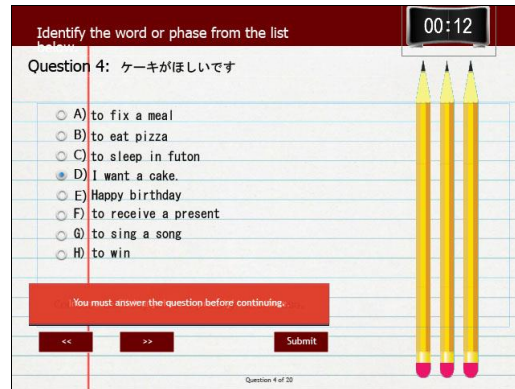 00:12
Identify the word or phase from the list
below
Question 4: ケーキがほしいです
A) to fix a meal
B) to eat pizza
C) to sleep in futon
D) I want a cake.
E) Happy birthday
F) to receive a present
G) to sing a song
H) to win
You must answer the question before continuing.
<< >> Submit
Question 4 of 20